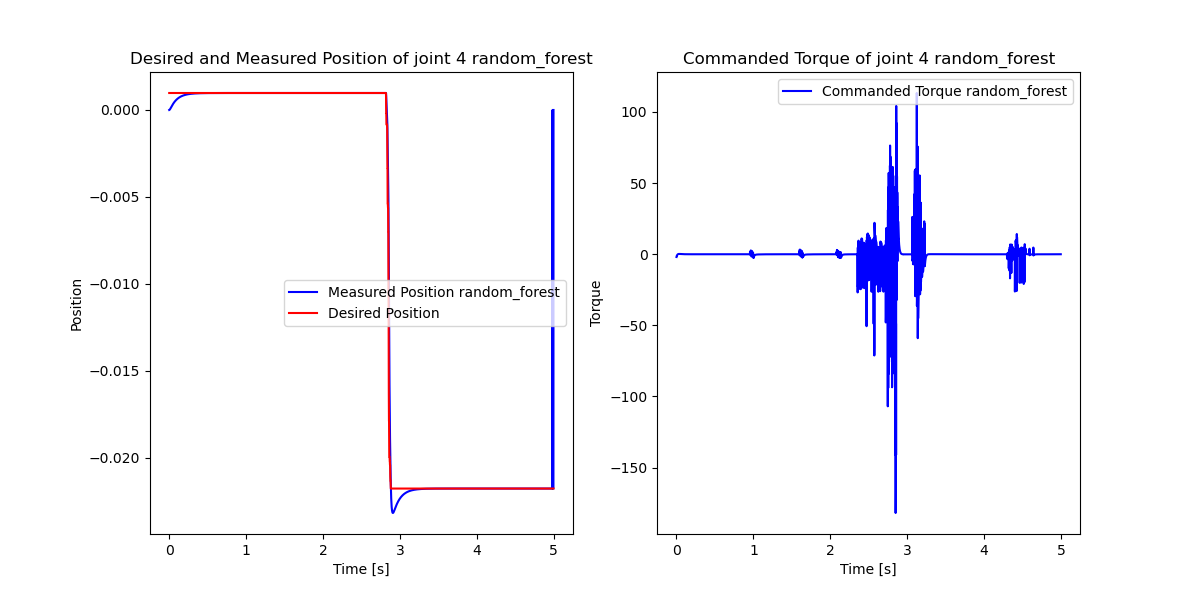 Desired and Measured Position of joint 4 random_forest
Position
0.000
−0.005
−0.010
−0.015
−0.020
Measured Position random_forest
Desired Position
0 1 2 3 4 5
Time [s]
Commanded Torque of joint 4 random_forest
Torque
100
50
0
−50
−100
−150
Commanded Torque random_forest
0 1 2 3 4 5
Time [s]